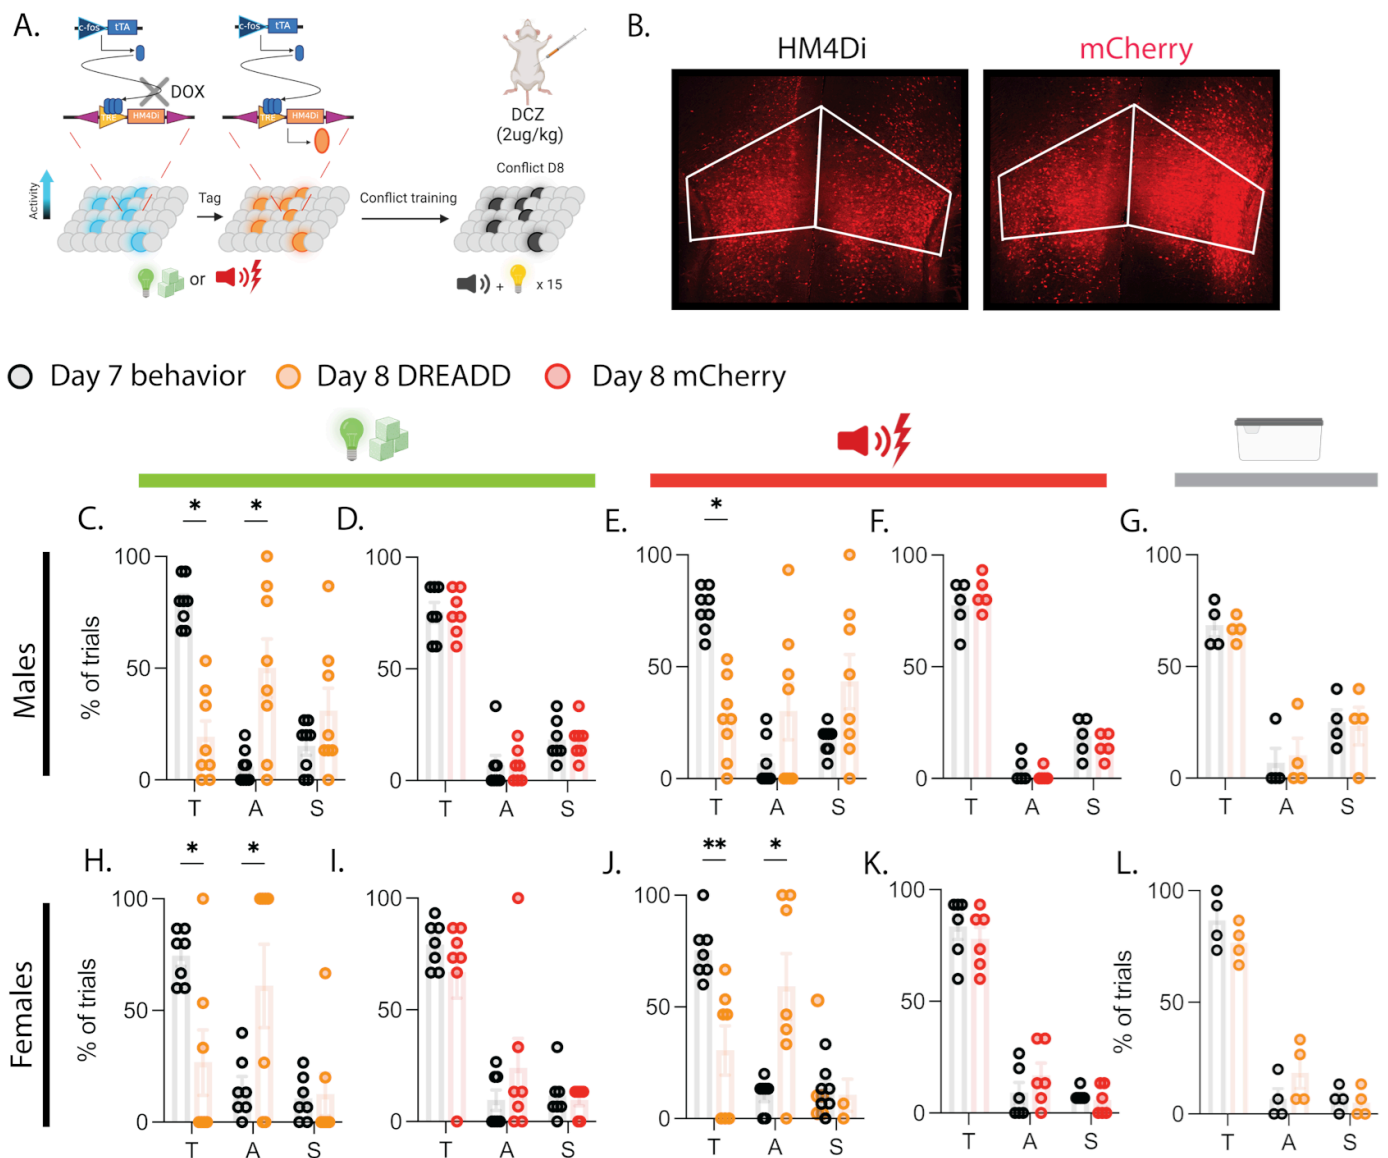 A.
c-fos tTA
c-fos tTA
DOX
TRE HM4Di
TRE HM4Di
DCZ
(2ug/kg)
Conflict D8
Activity
Tag
Conflict training
or
+
x 15
B.
HM4Di
mCherry
Day 7 behavior
Day 8 DREADD
Day 8 mCherry
Males
C.
* *
% of trials
100
50
0
T A S
D.
100
50
0
T A S
E.
*
100
50
0
T A S
F.
100
50
0
T A S
G.
100
50
0
T A S
Females
H.
* *
% of trials
100
50
0
T A S
I.
100
50
0
T A S
J.
** *
100
50
0
T A S
K.
100
50
0
T A S
L.
% of trials
100
50
0
T A S